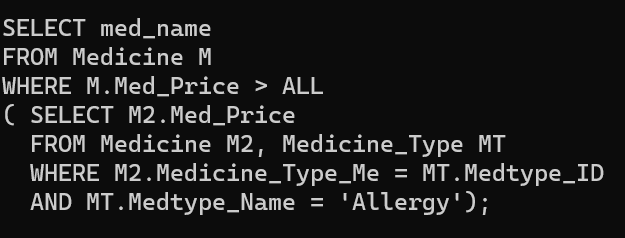 SELECT med_name
FROM Medicine M
WHERE M.Med_Price > ALL
( SELECT M2.Med_Price
FROM Medicine M2, Medicine_Type MT
WHERE M2.Medicine_Type_Me = MT.Medtype_ID
AND MT.Medtype_Name = 'Allergy');